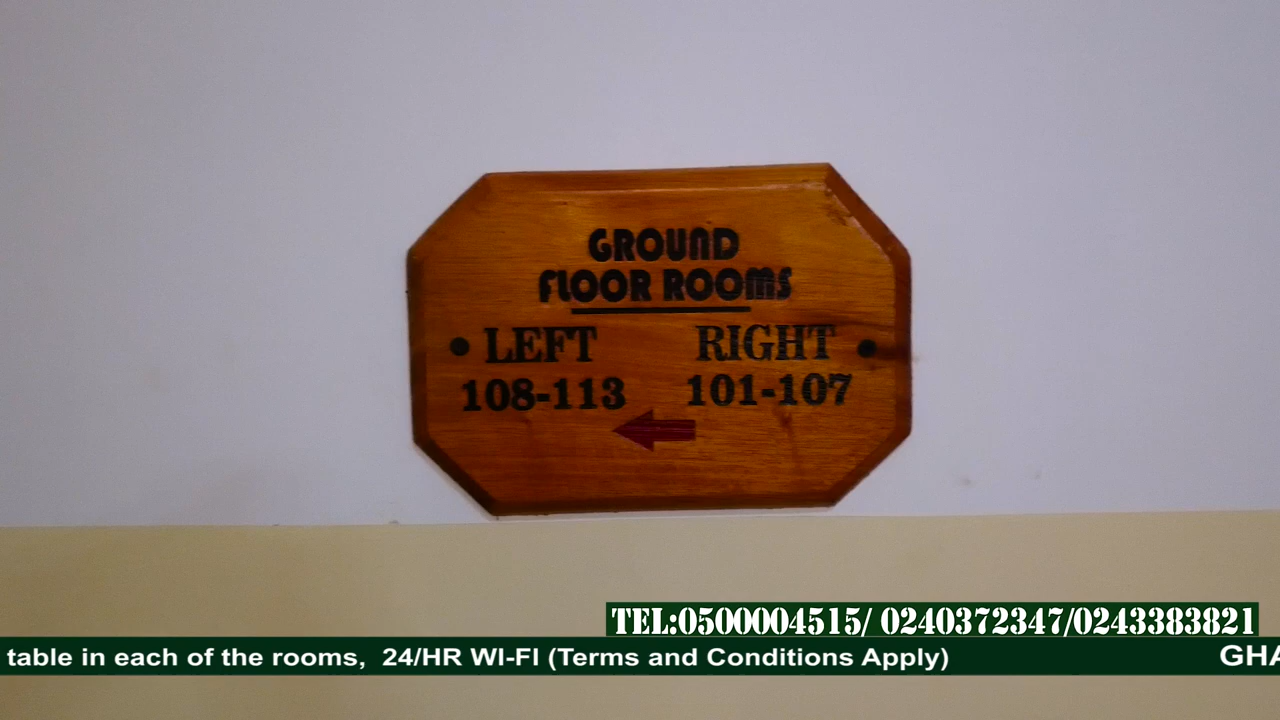 GROUND
FLOOR ROOMS
LEFT RIGHT
108-113 101-107
TEL:0500004515/ 0240372347/0243383821
table in each of the rooms, 24/HR WI-FI (Terms and Conditions Apply) GHA